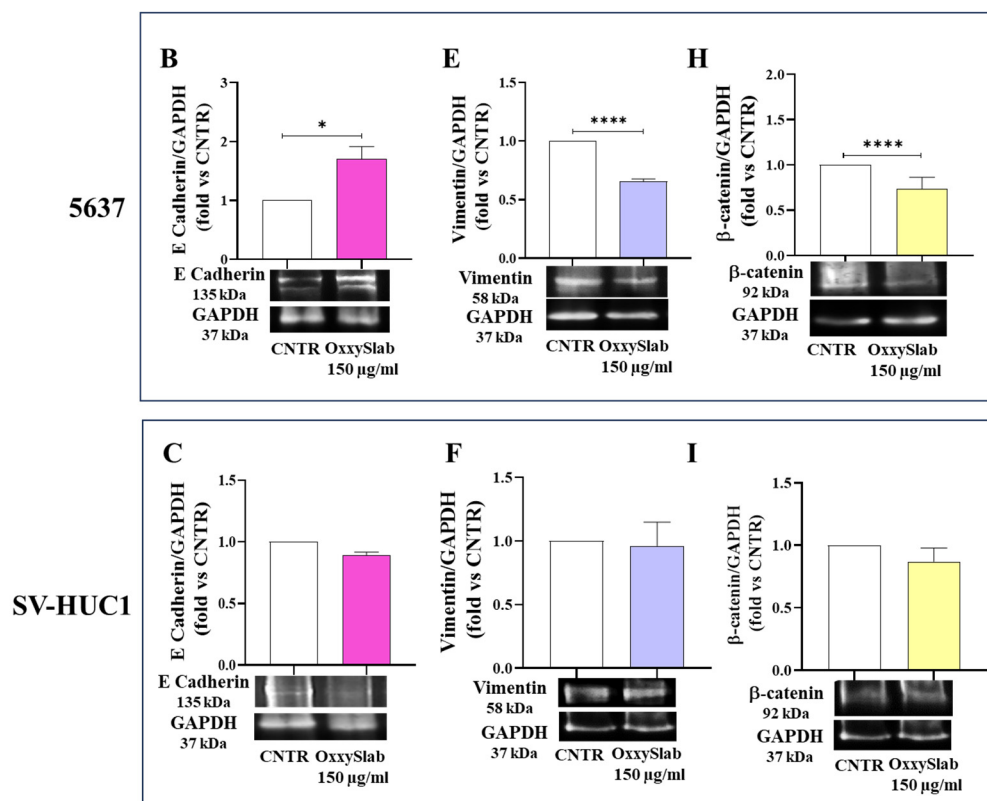 5637
B
E Cadherin/GAPDH
(fold vs CNTR)
3
2
1
0
*
E Cadherin
135 kDa
GAPDH
37 kDa
CNTR OxxySlab
150 µg/ml
E
Vimentin/GAPDH
(fold vs CNTR)
1.5
1.0
0.5
0.0
****
Vimentin
58 kDa
GAPDH
37 kDa
CNTR OxxySlab
150 µg/ml
H
β-catenin/GAPDH
(fold vs CNTR)
2.0
1.5
1.0
0.5
0.0
****
β-catenin
92 kDa
GAPDH
37 kDa
CNTR OxxySlab
150 µg/ml
SV-HUC1
C
E Cadherin/GAPDH
(fold vs CNTR)
1.5
1.0
0.5
0.0
E Cadherin
135 kDa
GAPDH
37 kDa
CNTR OxxySlab
150 µg/ml
F
Vimentin/GAPDH
(fold vs CNTR)
1.5
1.0
0.5
0.0
Vimentin
58 kDa
GAPDH
37 kDa
CNTR OxxySlab
150 µg/ml
I
β-catenin/GAPDH
(fold vs CNTR)
1.5
1.0
0.5
0.0
β-catenin
92 kDa
GAPDH
37 kDa
CNTR OxxySlab
150 µg/ml